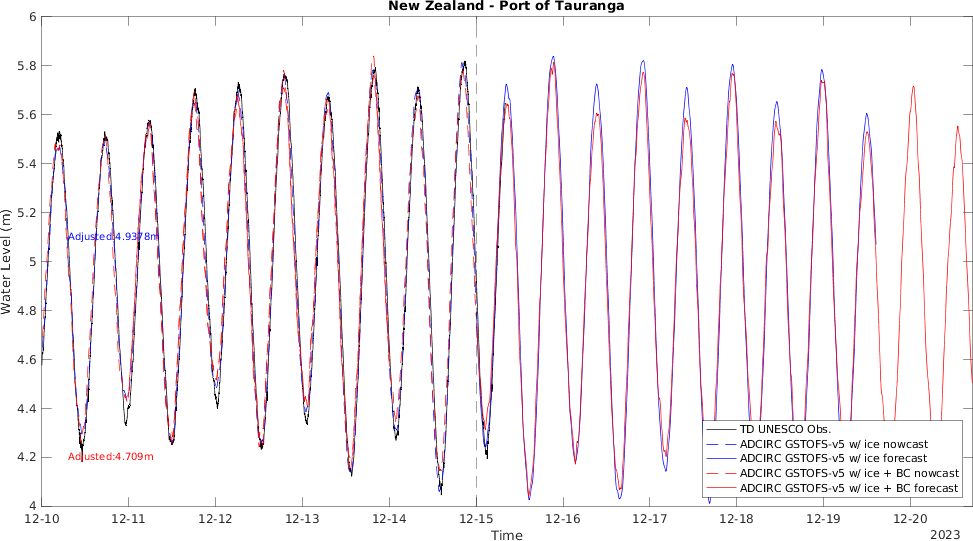 New Zealand - Port of Tauranga
6
5.8
5.6
5.4
5.2
5
4.8
4.6
4.4
4.2
4
Water Level (m)
Adjusted:4.9378m
Adjusted:4.709m
TD UNESCO Obs.
ADCIRC GSTOFS-v5 w/ ice nowcast
ADCIRC GSTOFS-v5 w/ ice forecast
ADCIRC GSTOFS-v5 w/ ice + BC nowcast
ADCIRC GSTOFS-v5 w/ ice + BC forecast
12-10 12-11 12-12 12-13 12-14 12-15 12-16 12-17 12-18 12-19 12-20
Time
2023